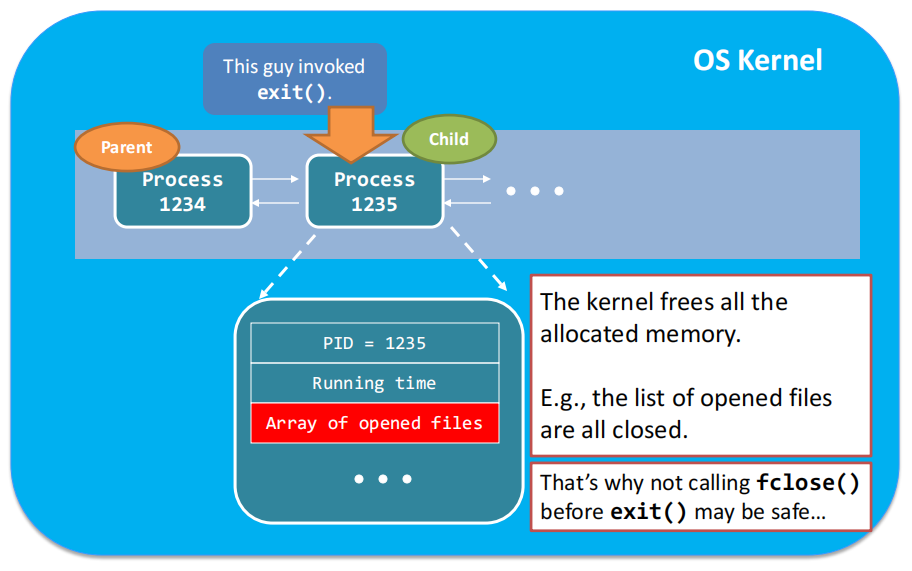 OS Kernel
This guy invoked
exit().
Parent
Child
Process
1234
Process
1235
PID = 1235
Running time
Array of opened files
The kernel frees all the
allocated memory.
E.g., the list of opened files
are all closed.
That’s why not calling fclose()
before exit() may be safe…